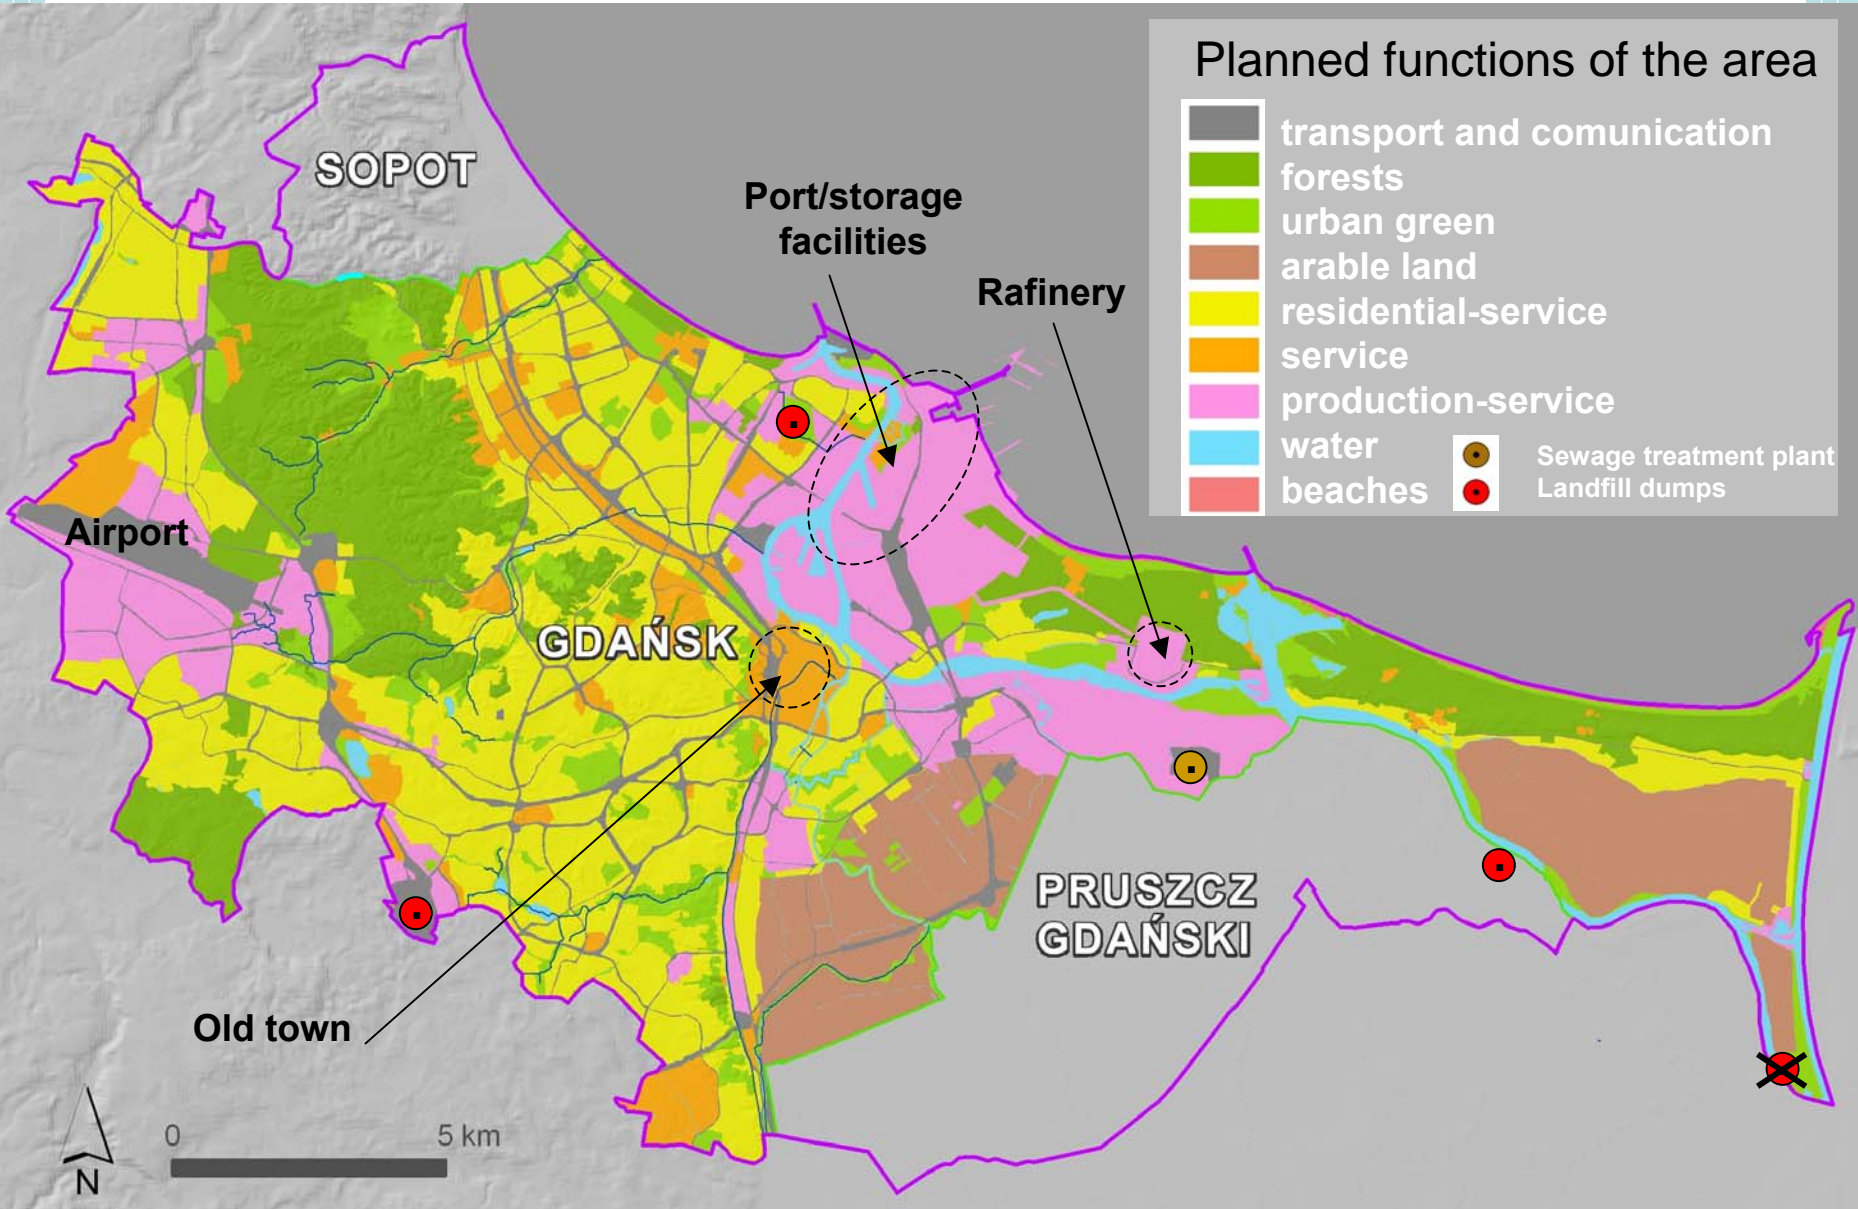 Planned functions of the area
transport and comunication
forests
urban green
arable land
residential-service
service
production-service
water
beaches
Sewage treatment plant
Landfill dumps
SOPOT
Port/storage
facilities
Rafinery
Airport
GDAŃSK
PRUSZCZ
GDAŃSKI
Old town
0 5 km
N